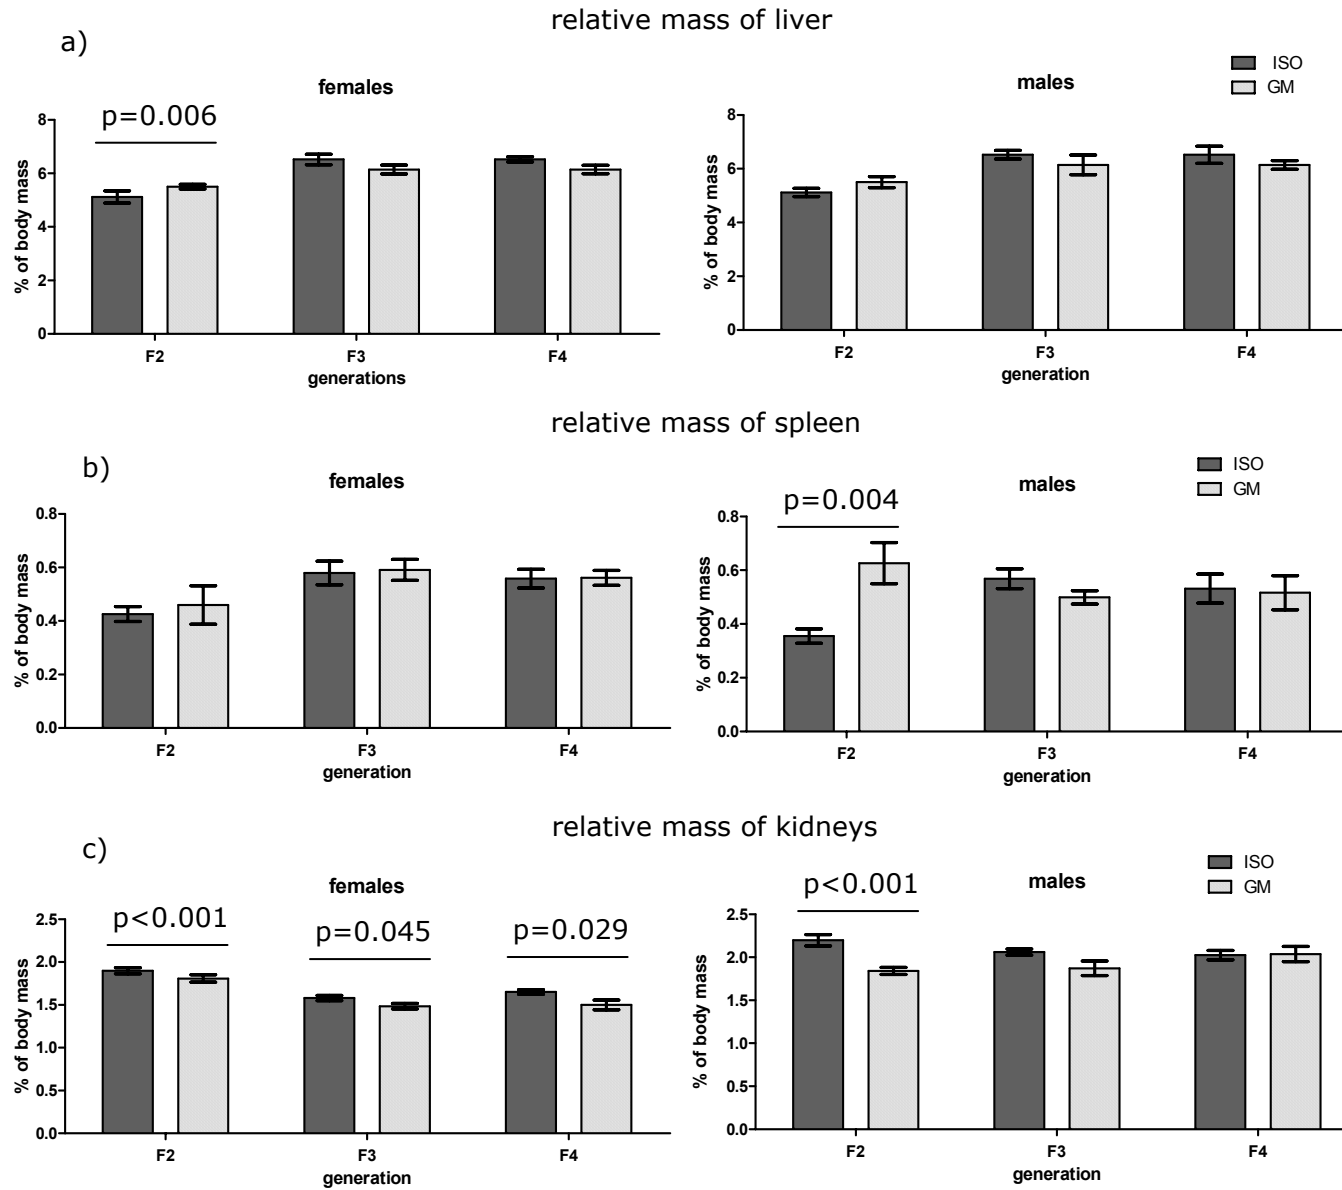 relative mass of liver
a)
females
p=0.006
8
6
4
2
0
% of body mass
F2 F3 F4
generations
males
ISO
GM
8
6
4
2
0
% of body mass
F2 F3 F4
generation
relative mass of spleen
b)
females
0.8
0.6
0.4
0.2
0.0
% of body mass
F2 F3 F4
generation
males
ISO
GM
p=0.004
0.8
0.6
0.4
0.2
0.0
% of body mass
F2 F3 F4
generation
relative mass of kidneys
c)
females
p<0.001 p=0.045 p=0.029
2.5
2.0
1.5
1.0
0.5
0.0
% of body mass
F2 F3 F4
generation
males
ISO
GM
p<0.001
2.5
2.0
1.5
1.0
0.5
0.0
% of body mass
F2 F3 F4
generation